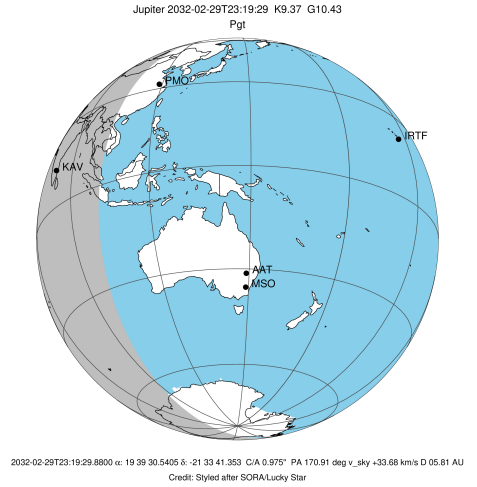 Jupiter 2032-02-29T23:19:29 K9.37 G10.43
Pgt
PMO
IRTF
KAV
AAT
MSO
2032-02-29T23:19:29.8800 α: 19 39 30.5405 δ: -21 33 41.353 C/A 0.975" PA 170.91 deg v_sky +33.68 km/s D 05.81 AU
Credit: Styled after SORA/Lucky Star